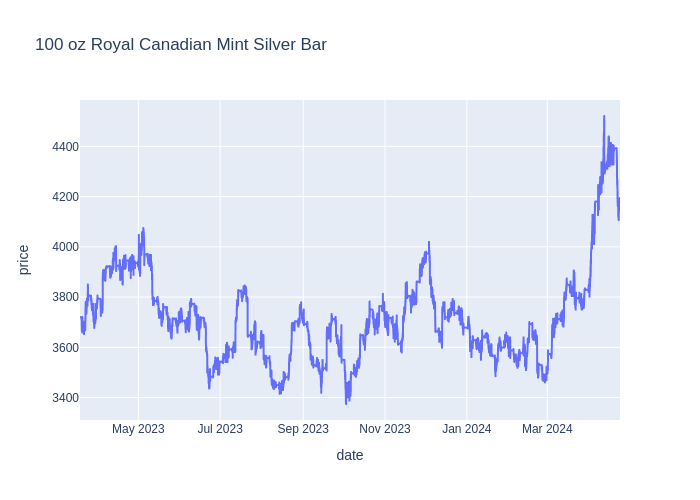 100 oz Royal Canadian Mint Silver Bar
price
4400
4200
4000
3800
3600
3400
May 2023 Jul 2023 Sep 2023 Nov 2023 Jan 2024 Mar 2024
date